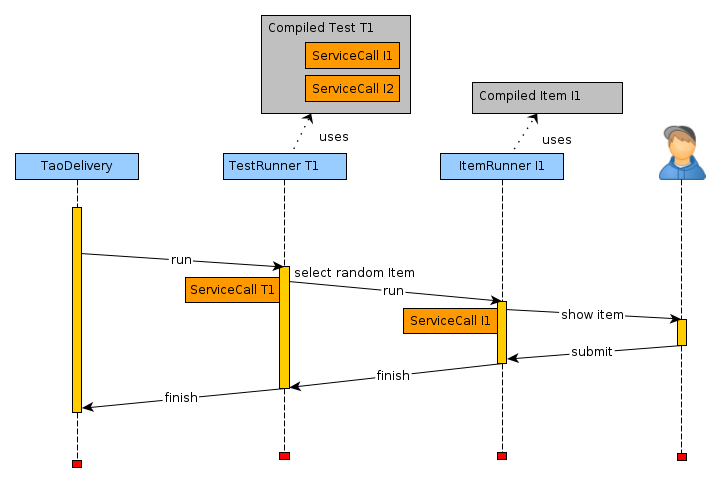 Compiled Test T1
ServiceCall I1
ServiceCall I2
Compiled Item I1
uses
uses
TaoDelivery
TestRunner T1
ItemRunner I1
run
select random Item
ServiceCall T1
run
ServiceCall I1
show item
submit
finish
finish